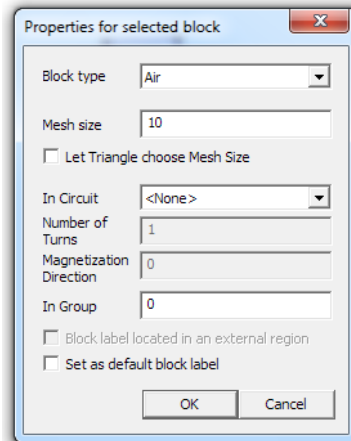 Properties for selected block
Block type Air
Mesh size 10
Let Triangle choose Mesh Size
In Circuit <None>
Number of
Turns 1
Magnetization
Direction 0
In Group 0
Block label located in an external region
Set as default block label
OK Cancel